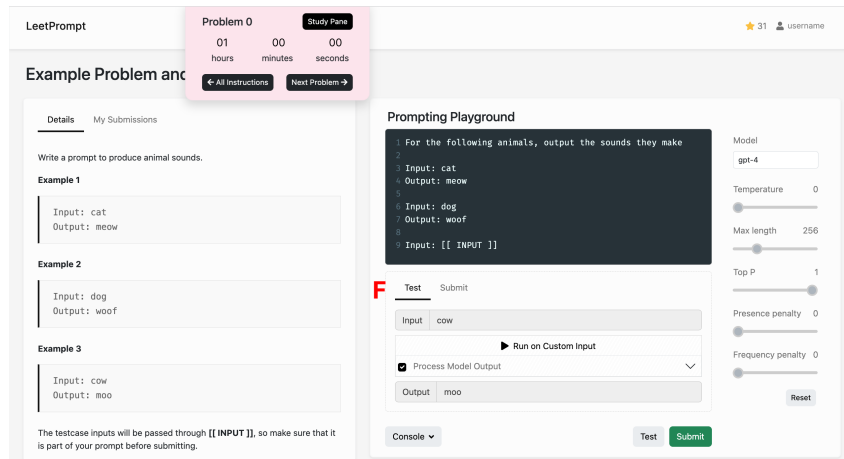 LeetPrompt
Problem 0
Study Pane
01 00 00
hours minutes seconds
← All Instructions
Next Problem →
31 username
Example Problem and
Details My Submissions
Write a prompt to produce animal sounds.
Example 1
Input: cat
Output: meow
Example 2
Input: dog
Output: woof
Example 3
Input: cow
Output: moo
The testcase inputs will be passed through [[ INPUT ]], so make sure that it
is part of your prompt before submitting.
Prompting Playground
1 For the following animals, output the sounds they make
2
3 Input: cat
4 Output: meow
5
6 Input: dog
7 Output: woof
8
9 Input: [[ INPUT ]]
F
Test Submit
Input cow
Run on Custom Input
Process Model Output
Output moo
Console
Test Submit
Model
gpt-4
Temperature 0
Max length 256
Top P 1
Presence penalty 0
Frequency penalty 0
Reset